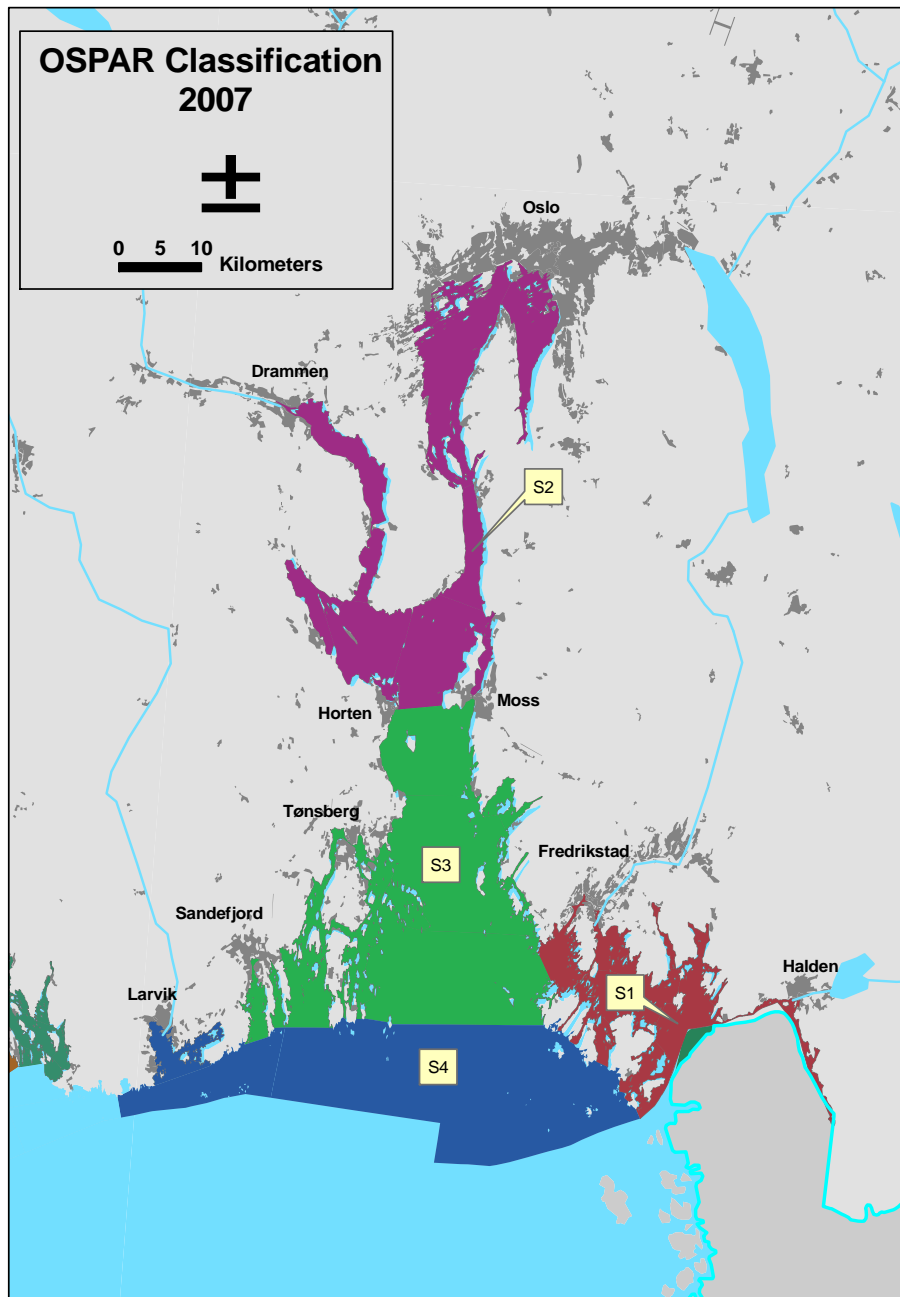 OSPAR Classification
2007
±
0 5 10
Kilometers
Oslo
Drammen
S2
Horten
Moss
Tønsberg
Fredrikstad
S3
Sandefjord
Halden
Larvik
S1
S4